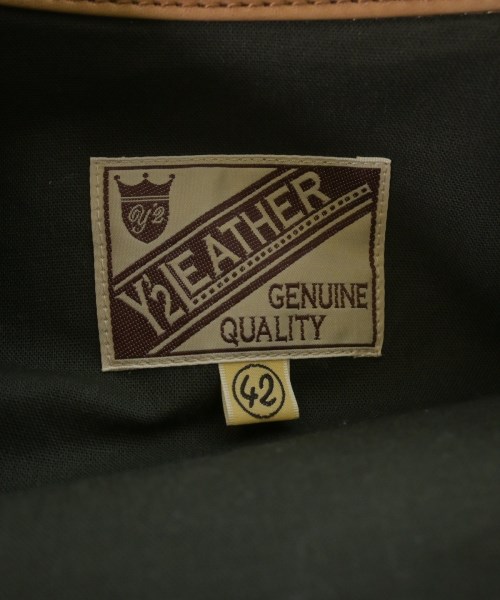 y'2
Y'2 LEATHER
GENUINE
QUALITY
42